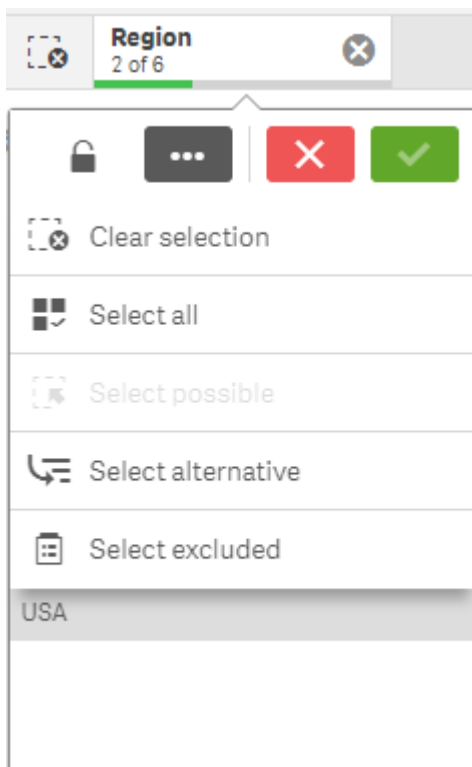 Region
2 of 6
Clear selection
Select all
Select possible
Select alternative
Select excluded
USA